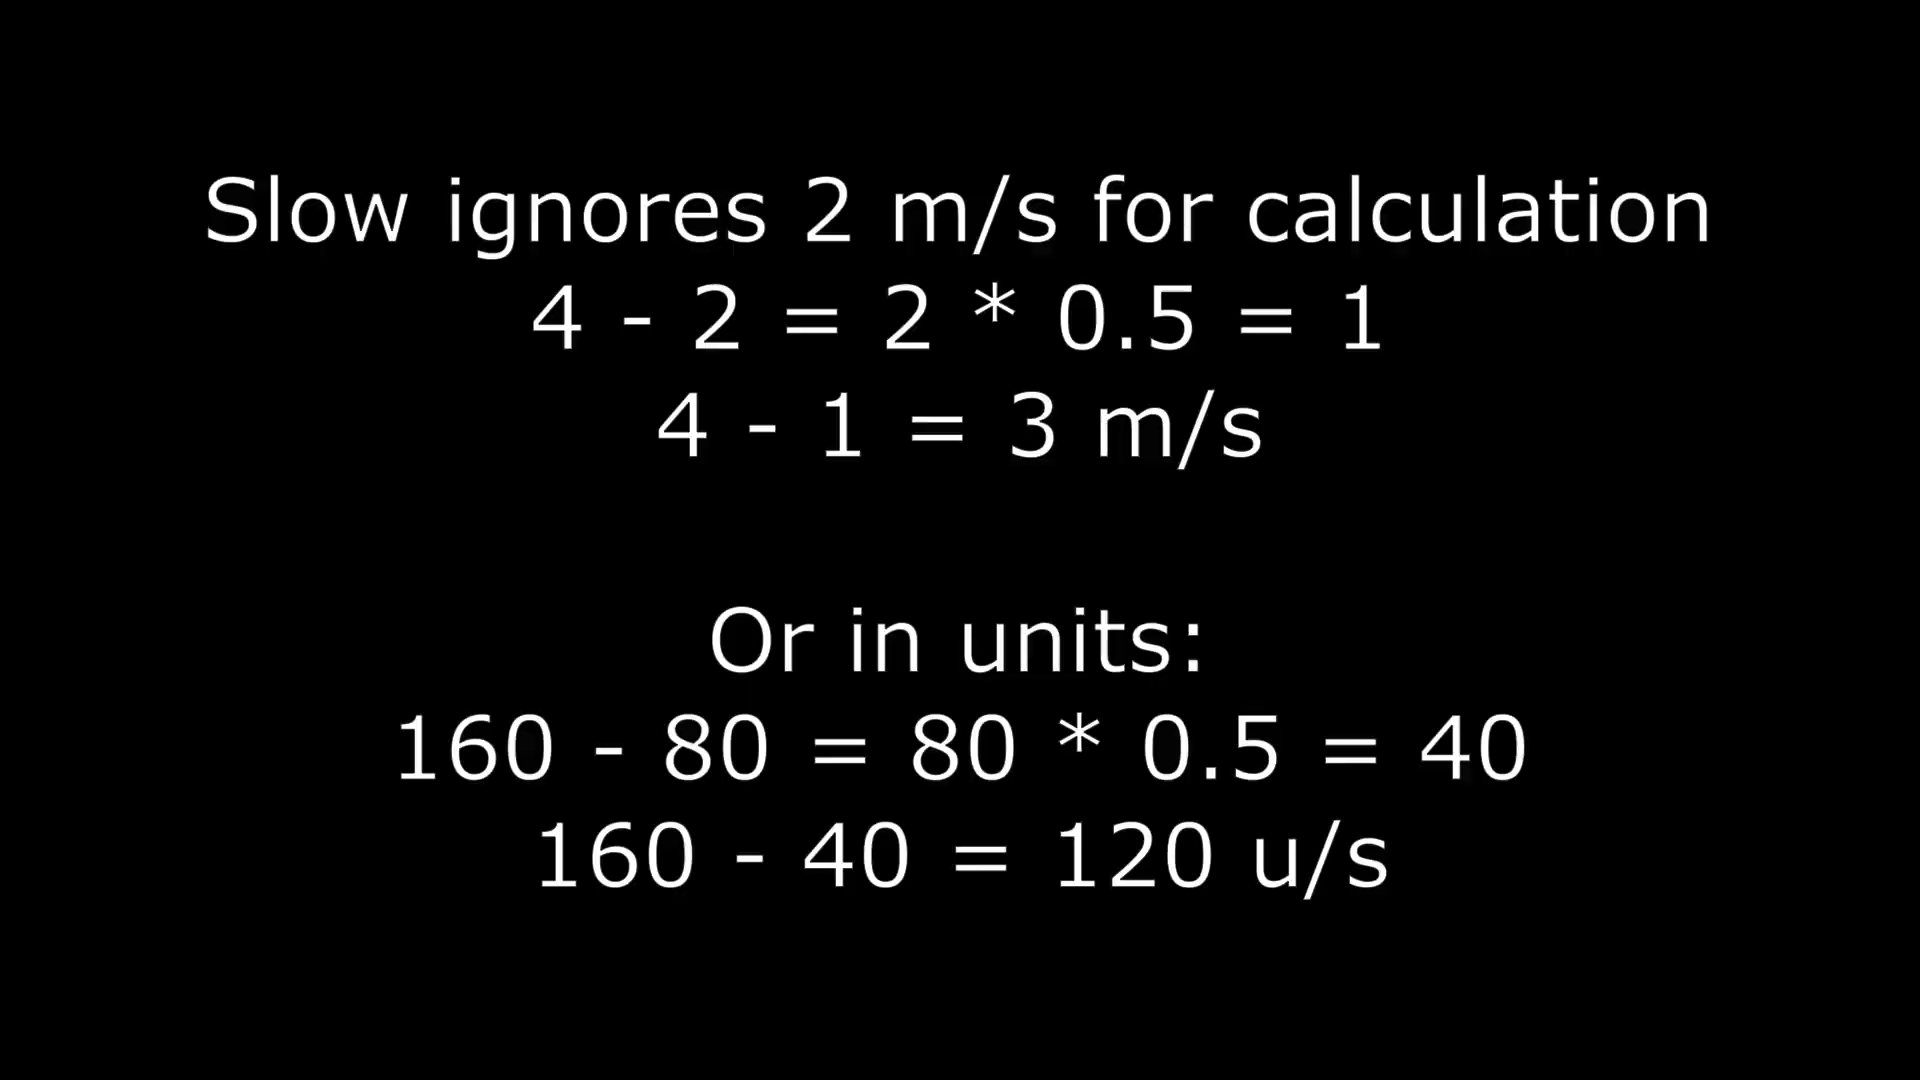 Slow ignores 2 m/s for calculation
4 - 2 = 2 * 0.5 = 1
4 - 1 = 3 m/s
Or in units:
160 - 80 = 80 * 0.5 = 40
160 - 40 = 120 u/s